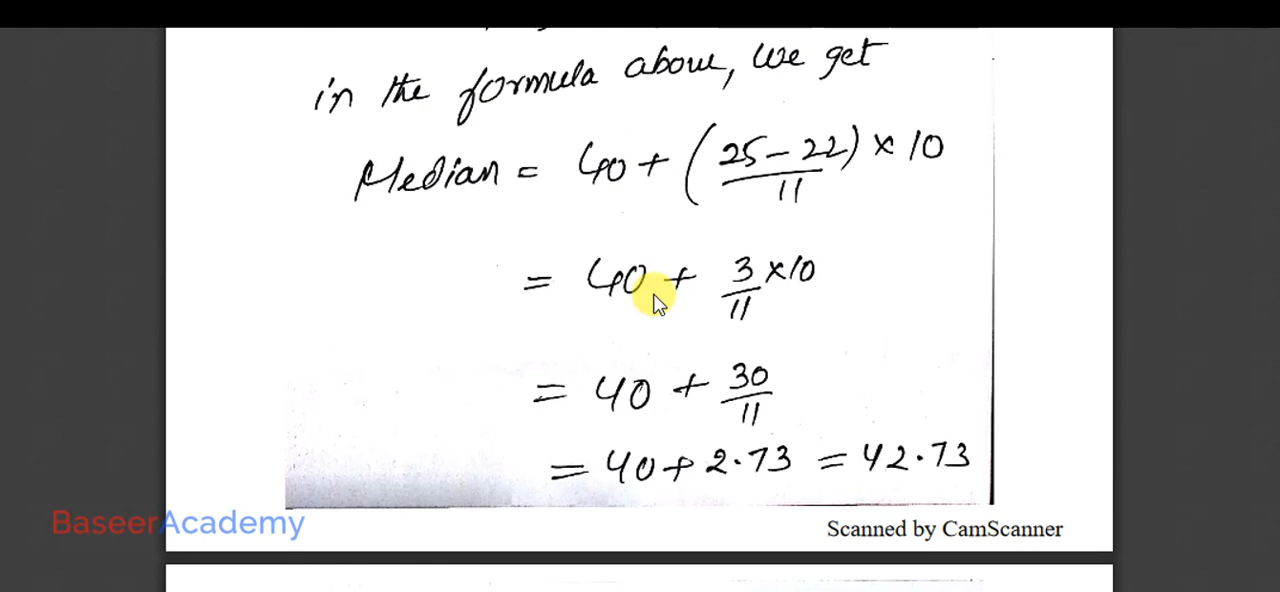 in the formula above, we get
Median = 40 + (25-22/11) × 10
= 40 + 3/11 ×10
= 40 + 30/11
= 40 + 2.73 = 42.73
BaseerAcademy
Scanned by CamScanner